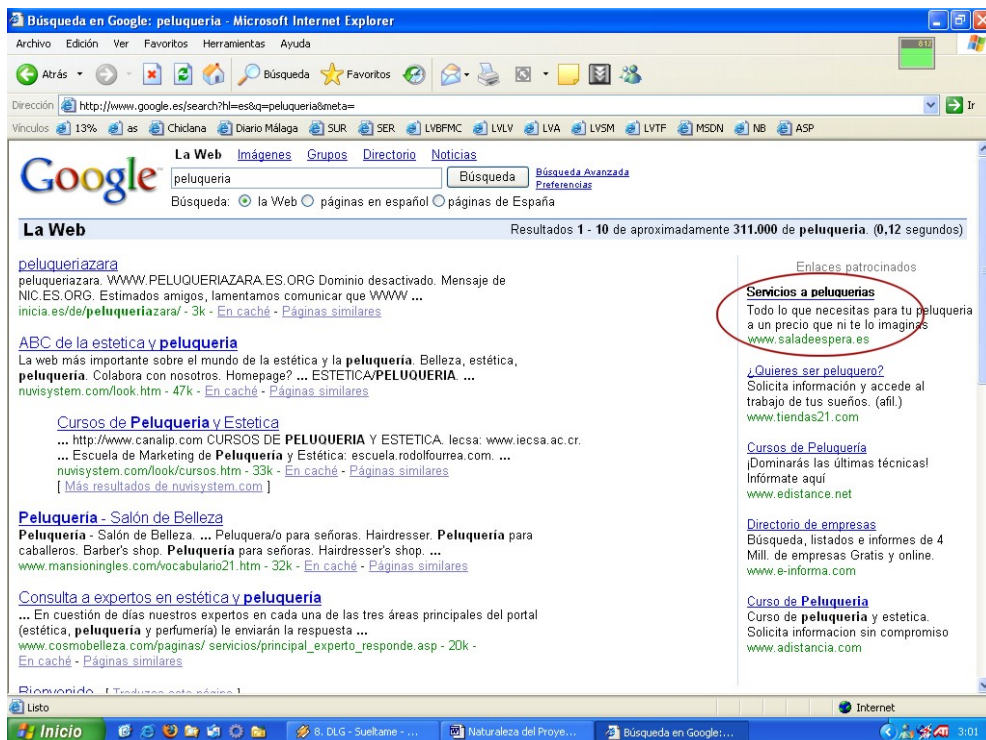 Búsqueda en Google: peluqueria - Microsoft Internet Explorer
Archivo Edición Ver Favoritos Herramientas Ayuda
812
Atrás Búsqueda Favoritos
Dirección http://www.google.es/search?hl=es&q=peluqueria&meta= Ir
Vínculos 13% as Chiclana Diario Málaga SUR SER LVBFMC LVLV LVA LVSM LVTF MSDN NB ASP
La Web Imágenes Grupos Directorio Noticias
Google
peluqueria Búsqueda Búsqueda Avanzada
Preferencias
Búsqueda: la Web páginas en español páginas de España
La Web Resultados 1 - 10 de aproximadamente 311.000 de peluqueria. (0,12 segundos)
peluqueriazara
peluqueriazara. WWW.PELUQUERIAZARA.ES.ORG Dominio desactivado. Mensaje de
NIC.ES.ORG. Estimados amigos, lamentamos comunicar que WWW ...
inicia.es/de/peluqueriazara/ - 3k - En caché - Páginas similares
ABC de la estetica y peluqueria
La web más importante sobre el mundo de la estética y la peluquería. Belleza, estética,
peluquería. Colabora con nosotros. Homepage? ... ESTETICA/PELUQUERIA. ...
nuvisystem.com/look.htm - 47k - En caché - Páginas similares
Cursos de Peluqueria y Estetica
... http://www.canalip.com CURSOS DE PELUQUERIA Y ESTETICA. Iecsa: www.iecsa.ac.cr.
... Escuela de Marketing de Peluquería y Estética: escuela.rodolfourrea.com. ...
nuvisystem.com/look/cursos.htm - 33k - En caché - Páginas similares
[ Más resultados de nuvisystem.com ]
Peluquería - Salón de Belleza
Peluquería - Salón de Belleza. ... Peluquera/o para señoras. Hairdresser. Peluquería para
caballeros. Barber's shop. Peluquería para señoras. Hairdresser's shop. ...
www.mansioningles.com/vocabulario21.htm - 32k - En caché - Páginas similares
Consulta a expertos en estética y peluquería
... En cuestión de días nuestros expertos en cada una de las tres áreas principales del portal
(estética, peluquería y perfumería) le enviarán la respuesta ...
www.cosmobelleza.com/paginas/ servicios/principal_experto_responde.asp - 20k -
En caché - Páginas similares
Bienvenido - [ Traduzca esta página ]
Enlaces patrocinados
Servicios a peluquerias
Todo lo que necesitas para tu peluqueria
a un precio que ni te lo imaginas
www.saladeespera.es
¿Quieres ser peluquero?
Solicita información y accede al
trabajo de tus sueños. (afil.)
www.tiendas21.com
Cursos de Peluquería
¡Dominarás las últimas técnicas!
Infórmate aquí
www.edistance.net
Directorio de empresas
Búsqueda, listados e informes de 4
Mill. de empresas Gratis y online.
www.e-informa.com
Curso de Peluqueria
Curso de peluqueria y estetica.
Solicita informacion sin compromiso
www.adistancia.com
Listo Internet
Inicio 8. DLG - Sueltame - ... Naturaleza del Proye... Búsqueda en Google:... 3:01